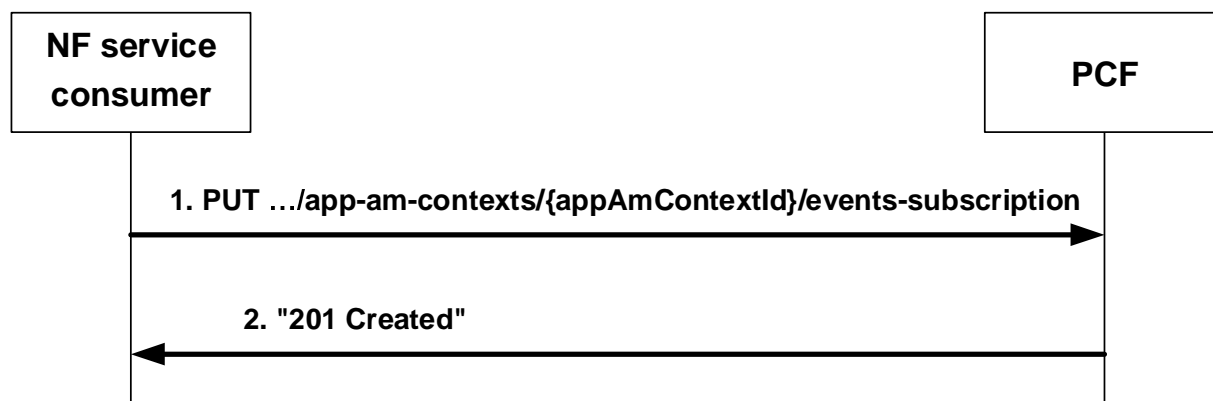 NF service
consumer
PCF
1. PUT …/app-am-contexts/{appAmContextId}/events-subscription
2. "201 Created"